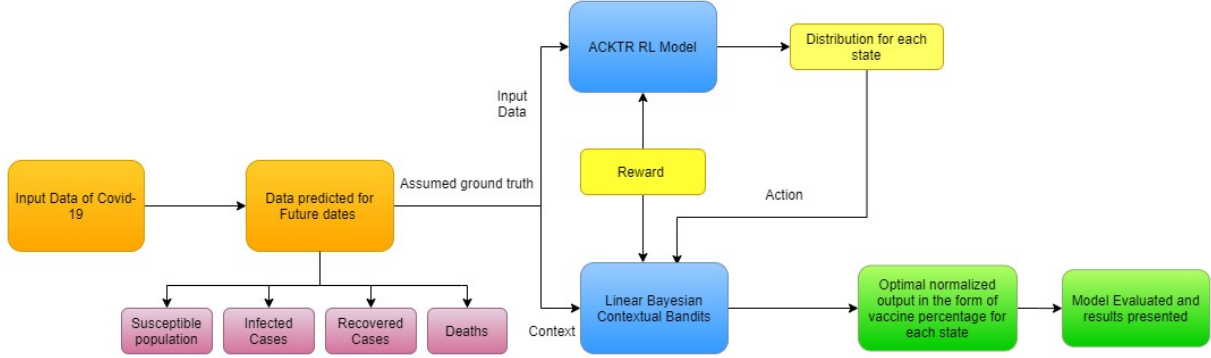 ACKTR RL Model
Distribution for each
state
Input
Data
Input Data of Covid-
19
Data predicted for
Future dates
Assumed ground truth
Reward
Action
Susceptible
population
Infected
Cases
Recovered
Cases
Deaths
Context
Linear Bayesian
Contextual Bandits
Optimal normalized
output in the form of
vaccine percentage for
each state
Model Evaluated and
results presented